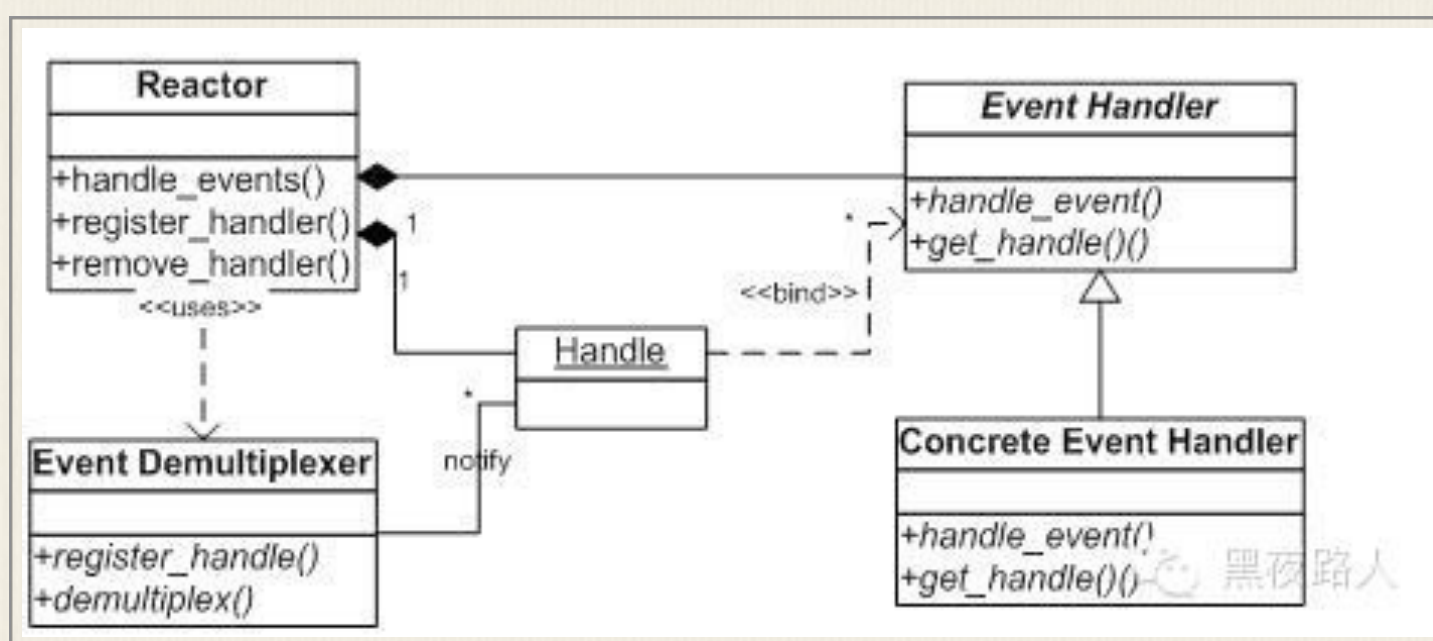 Reactor
+handle_events()
+register_handler()
+remove_handler()
<<uses>>
1
1
Event Handler
+handle_event()
+get_handle()()
*
<<bind>>
Handle
*
notify
Event Demultiplexer
+register_handle()
+demultiplex()
Concrete Event Handler
+handle_event()
+get_handle()()
黑夜路人